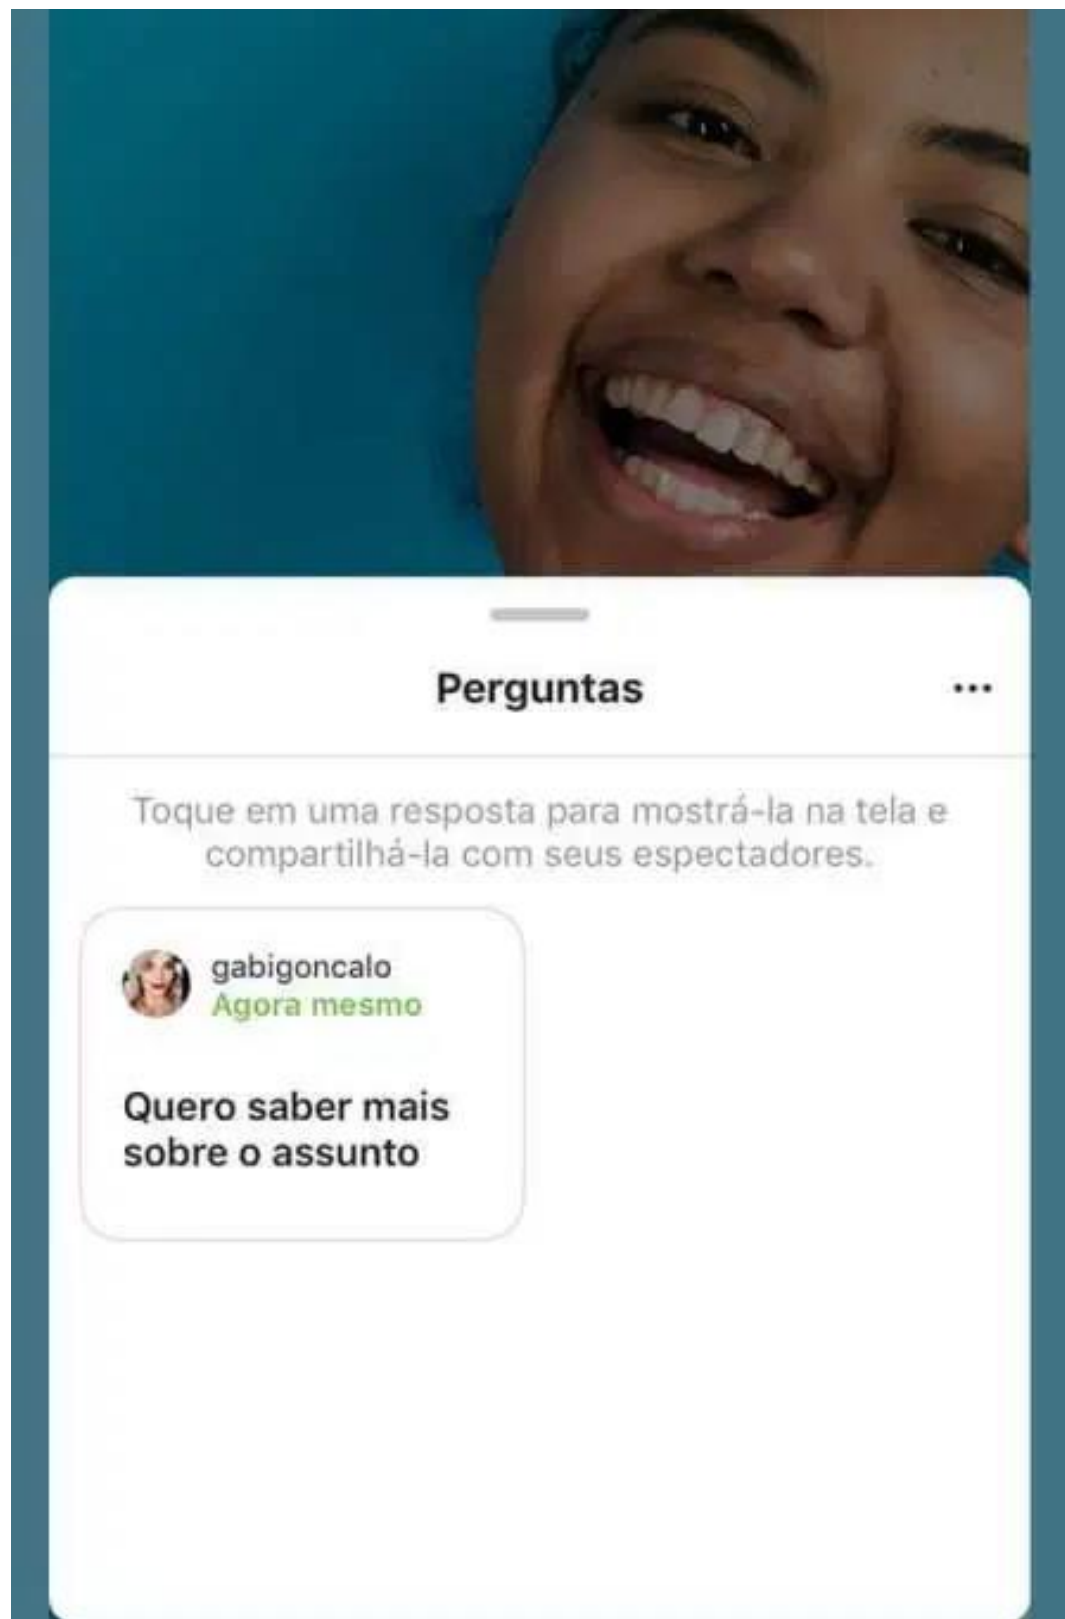 Perguntas
Toque em uma resposta para mostrá-la na tela e
compartilhá-la com seus espectadores.
gabigoncalo
Agora mesmo
Quero saber mais
sobre o assunto